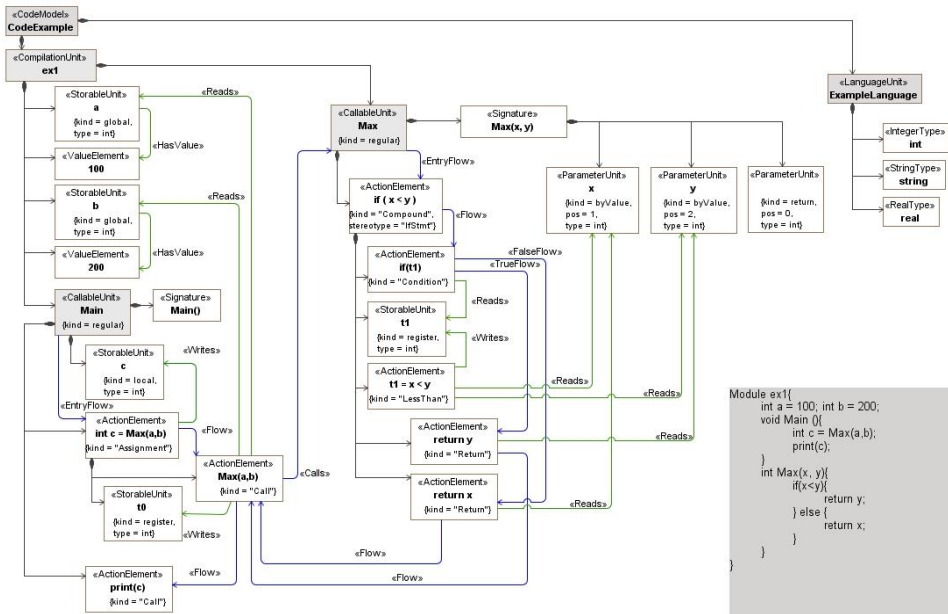 «CodeModel»
CodeExample
«CompilationUnit»
ex1
«StorableUnit»
a
{kind = global,
type = int}
«HasValue»
«ValueElement»
100
«StorableUnit»
b
{kind = global,
type = int}
«HasValue»
«ValueElement»
200
«Reads»
«Reads»
«CallableUnit»
Main
{kind = regular}
«Signature»
Main()
«StorableUnit»
c
{kind = local,
type = int}
«Writes»
«EntryFlow»
«ActionElement»
int c = Max(a,b)
{kind = "Assignment"}
«Flow»
«ActionElement»
Max(a,b)
{kind = "Call"}
«Calls»
«StorableUnit»
t0
{kind = register,
type = int}
«Writes»
«ActionElement»
print(c)
{kind = "Call"}
«Flow»
«Flow»
«Flow»
«CallableUnit»
Max
{kind = regular}
«Signature»
Max(x, y)
«EntryFlow»
«ActionElement»
if ( x < y )
{kind = "Compound",
stereotype = "IfStmt"}
«Flow»
«ActionElement»
if(t1)
{kind = "Condition"}
«FalseFlow»
«TrueFlow»
«Reads»
«StorableUnit»
t1
{kind = register,
type = int}
«Writes»
«ActionElement»
t1 = x < y
{kind = "LessThan"}
«Reads»
«Reads»
«ActionElement»
return y
{kind = "Return"}
«Reads»
«ActionElement»
return x
{kind = "Return"}
«Reads»
«ParameterUnit»
x
{kind = byValue,
pos = 1,
type = int}
«ParameterUnit»
y
{kind = byValue,
pos = 2,
type = int}
«ParameterUnit»
{kind = return,
pos = 0,
type = int}
«LanguageUnit»
ExampleLanguage
«IntegerType»
int
«StringType»
string
«RealType»
real
Module ex1{
int a = 100; int b = 200;
void Main (){
int c = Max(a,b);
print(c);
}
int Max(x, y){
if(x<y){
return y;
} else {
return x;
}
}
}